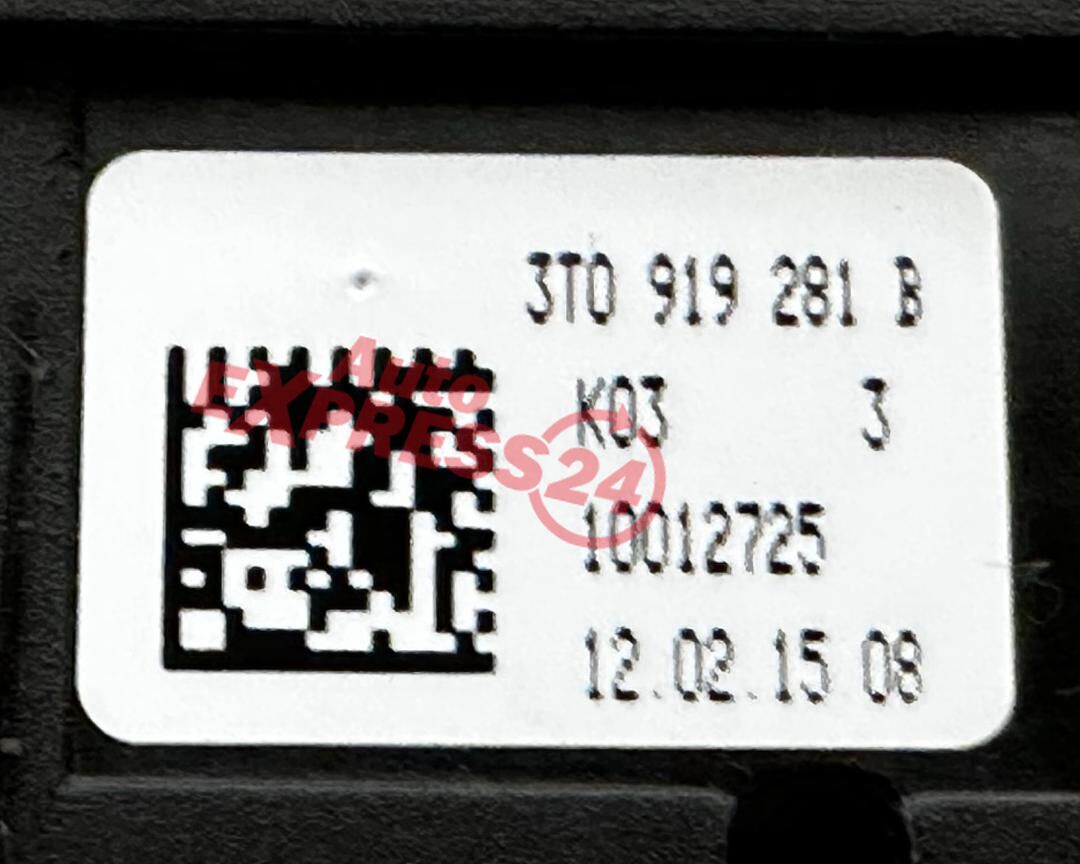 3T0 919 281 B
K03 3
10012725
12.02.15 08
Auto
EXPRESS24